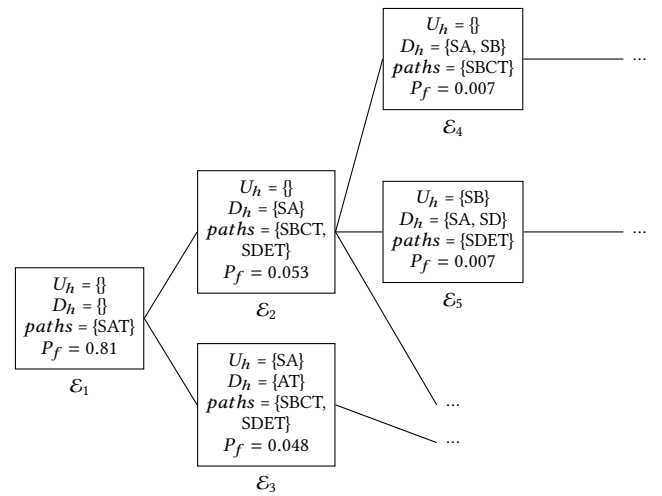 U_h = {}
D_h = {SA, SB}
paths = {SBCT}
P_f = 0.007
ℰ_4
...
U_h = {}
D_h = {SA}
paths = {SBCT,
SDET}
P_f = 0.053
ℰ_2
U_h = {SB}
D_h = {SA, SD}
paths = {SDET}
P_f = 0.007
ℰ_5
...
U_h = {}
D_h = {}
paths = {SAT}
P_f = 0.81
ℰ_1
U_h = {SA}
D_h = {AT}
paths = {SBCT,
SDET}
P_f = 0.048
ℰ_3
...
...